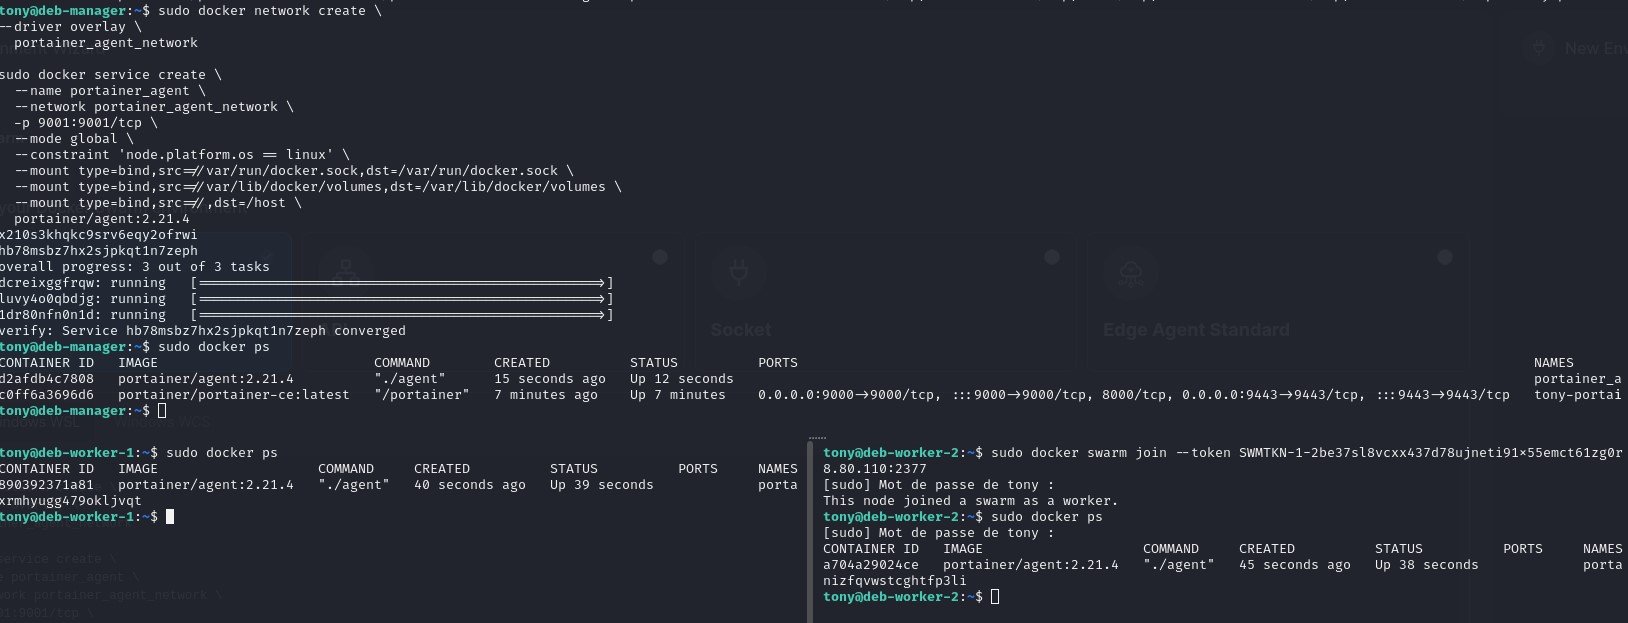 tony@deb-manager:~$ sudo docker network create \
--driver overlay \
  portainer_agent_network
sudo docker service create \
  --name portainer_agent \
  --network portainer_agent_network \
  -p 9001:9001/tcp \
  --mode global \
  --constraint 'node.platform.os == linux' \
  --mount type=bind,src=//var/run/docker.sock,dst=/var/run/docker.sock \
  --mount type=bind,src=//var/lib/docker/volumes,dst=/var/lib/docker/volumes \
  --mount type=bind,src=//,dst=/host \
  portainer/agent:2.21.4
x210s3khqkc9srv6eqy2ofrwi
hb78msbz7hx2sjpkqt1n7zeph
overall progress: 3 out of 3 tasks
dcreixggfrqw: running   [==================================================>]
luvy4o0qbdjg: running   [==================================================>]
1dr80nfn0n1d: running   [==================================================>]
verify: Service hb78msbz7hx2sjpkqt1n7zeph converged
tony@deb-manager:~$ sudo docker ps
CONTAINER ID   IMAGE   COMMAND   CREATED   STATUS   PORTS   NAMES
d2afdb4c7808   portainer/agent:2.21.4   "./agent"   15 seconds ago   Up 12 seconds   portainer_a
c0ff6a3696d6   portainer/portainer-ce:latest   "/portainer"   7 minutes ago   Up 7 minutes   0.0.0.0:9000->9000/tcp, :::9000->9000/tcp, 8000/tcp, 0.0.0.0:9443->9443/tcp, :::9443->9443/tcp   tony-portai
tony@deb-manager:~$
tony@deb-worker-1:~$ sudo docker ps
CONTAINER ID   IMAGE   COMMAND   CREATED   STATUS   PORTS   NAMES
890392371a81   portainer/agent:2.21.4   "./agent"   40 seconds ago   Up 39 seconds   porta
xrmhyugg479okljvqt
tony@deb-worker-1:~$
tony@deb-worker-2:~$ sudo docker swarm join --token SWMTKN-1-2be37sl8vcxx437d78ujneti91x55emct61zg0r
8.80.110:2377
[sudo] Mot de passe de tony :
This node joined a swarm as a worker.
tony@deb-worker-2:~$ sudo docker ps
[sudo] Mot de passe de tony :
CONTAINER ID   IMAGE   COMMAND   CREATED   STATUS   PORTS   NAMES
a704a29024ce   portainer/agent:2.21.4   "./agent"   45 seconds ago   Up 38 seconds   porta
nizfqvwstcghtfp3li
tony@deb-worker-2:~$
New Env
Socket
Edge Agent Standard